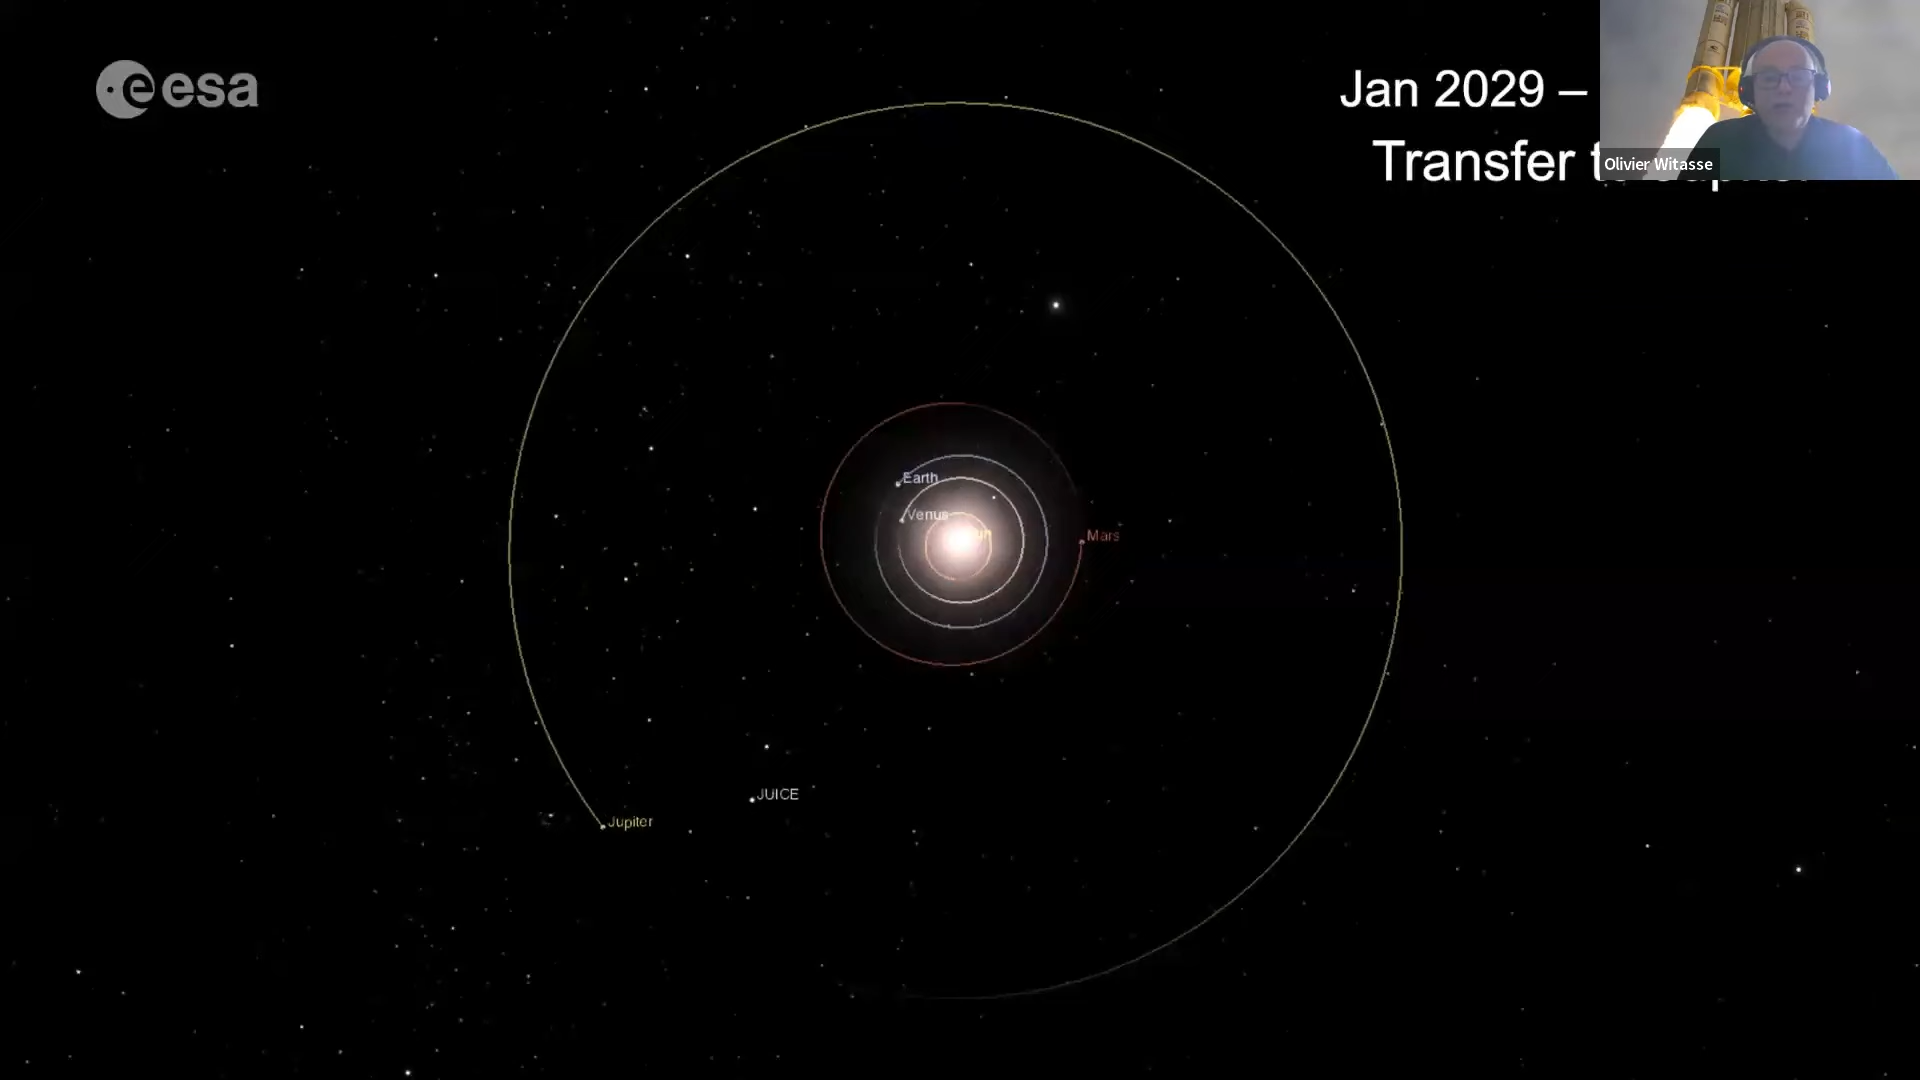 esa
Jan 2029 –
Transfer
Olivier Witasse
Earth
Venus
Mars
JUICE
Jupiter